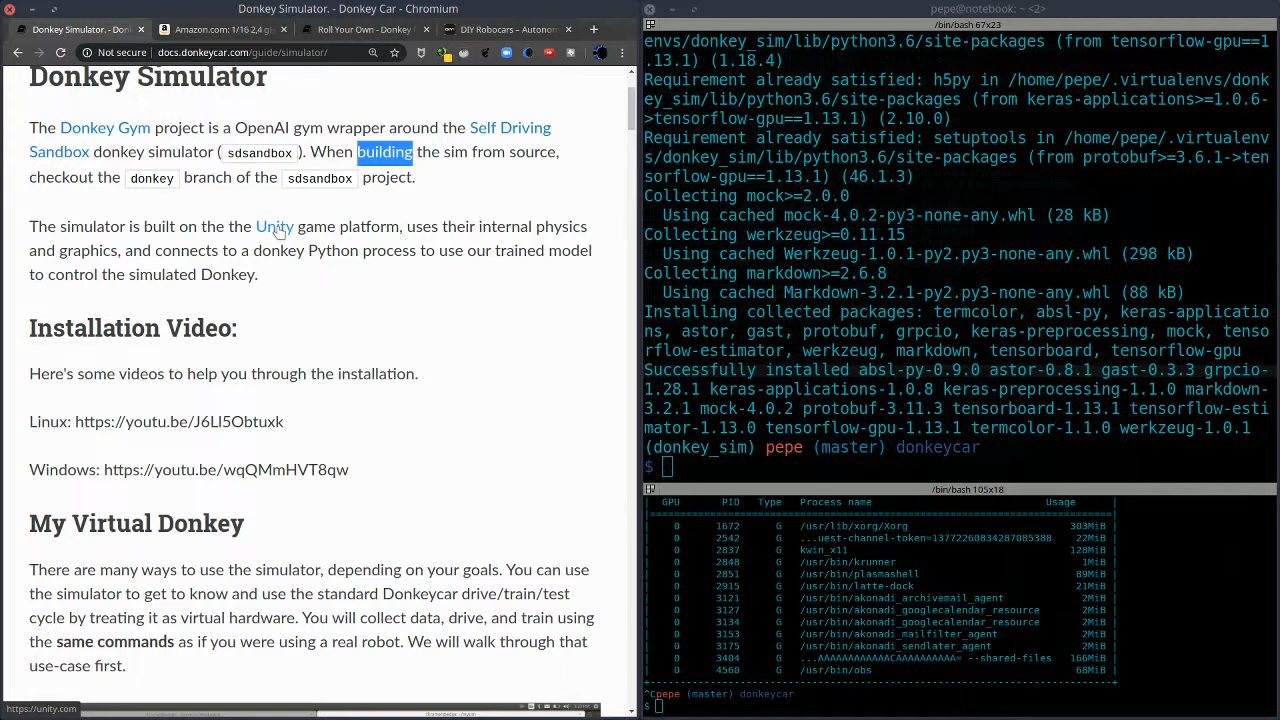 Donkey Simulator. - Donkey Car - Chromium
Donkey Simulator. - Donk
Amazon.com: 1/16 2,4 gi
Roll Your Own - Donkey
DIY Robocars – Autonom
Not secure
docs.donkeycar.com/guide/simulator/
Donkey Simulator
The Donkey Gym project is a OpenAI gym wrapper around the Self Driving
Sandbox donkey simulator ( sdsandbox ). When building the sim from source,
checkout the donkey branch of the sdsandbox project.
The simulator is built on the the Unity game platform, uses their internal physics
and graphics, and connects to a donkey Python process to use our trained model
to control the simulated Donkey.
Installation Video:
Here's some videos to help you through the installation.
Linux: https://youtu.be/J6Ll5Obtuxk
Windows: https://youtu.be/wqQMmHVT8qw
My Virtual Donkey
There are many ways to use the simulator, depending on your goals. You can use
the simulator to get to know and use the standard Donkeycar drive/train/test
cycle by treating it as virtual hardware. You will collect data, drive, and train using
the same commands as if you were using a real robot. We will walk through that
use-case first.
https://unity.com
pepe@notebook: ~ <2>
/bin/bash 67x23
envs/donkey_sim/lib/python3.6/site-packages (from tensorflow-gpu==1
.13.1) (1.18.4)
Requirement already satisfied: h5py in /home/pepe/.virtualenvs/donk
ey_sim/lib/python3.6/site-packages (from keras-applications>=1.0.6-
>tensorflow-gpu==1.13.1) (2.10.0)
Requirement already satisfied: setuptools in /home/pepe/.virtualenv
s/donkey_sim/lib/python3.6/site-packages (from protobuf>=3.6.1->ten
sorflow-gpu==1.13.1) (46.1.3)
Collecting mock>=2.0.0
Using cached mock-4.0.2-py3-none-any.whl (28 kB)
Collecting werkzeug>=0.11.15
Using cached Werkzeug-1.0.1-py2.py3-none-any.whl (298 kB)
Collecting markdown>=2.6.8
Using cached Markdown-3.2.1-py2.py3-none-any.whl (88 kB)
Installing collected packages: termcolor, absl-py, keras-applicatio
ns, astor, gast, protobuf, grpcio, keras-preprocessing, mock, tenso
rflow-estimator, werkzeug, markdown, tensorboard, tensorflow-gpu
Successfully installed absl-py-0.9.0 astor-0.8.1 gast-0.3.3 grpcio-
1.28.1 keras-applications-1.0.8 keras-preprocessing-1.1.0 markdown-
3.2.1 mock-4.0.2 protobuf-3.11.3 tensorboard-1.13.1 tensorflow-esti
mator-1.13.0 tensorflow-gpu-1.13.1 termcolor-1.1.0 werkzeug-1.0.1
(donkey_sim) pepe (master) donkeycar
$
/bin/bash 105x18
| GPU PID Type Process name Usage |
|=============================================================================|
| 0 1672 G /usr/lib/xorg/Xorg 303MiB |
| 0 2542 G ...uest-channel-token=13772260834287085388 22MiB |
| 0 2837 G kwin_x11 128MiB |
| 0 2848 G /usr/bin/krunner 1MiB |
| 0 2851 G /usr/bin/plasmashell 89MiB |
| 0 2915 G /usr/bin/latte-dock 21MiB |
| 0 3121 G /usr/bin/akonadi_archivemail_agent 2MiB |
| 0 3127 G /usr/bin/akonadi_googlecalendar_resource 2MiB |
| 0 3134 G /usr/bin/akonadi_googlecalendar_resource 2MiB |
| 0 3153 G /usr/bin/akonadi_mailfilter_agent 2MiB |
| 0 3175 G /usr/bin/akonadi_sendlater_agent 2MiB |
| 0 3404 G ...AAAAAAAAAAAACAAAAAAAAAA= --shared-files 166MiB |
| 0 4560 G /usr/bin/obs 68MiB |
+-----------------------------------------------------------------------------+
^Cpepe (master) donkeycar
$